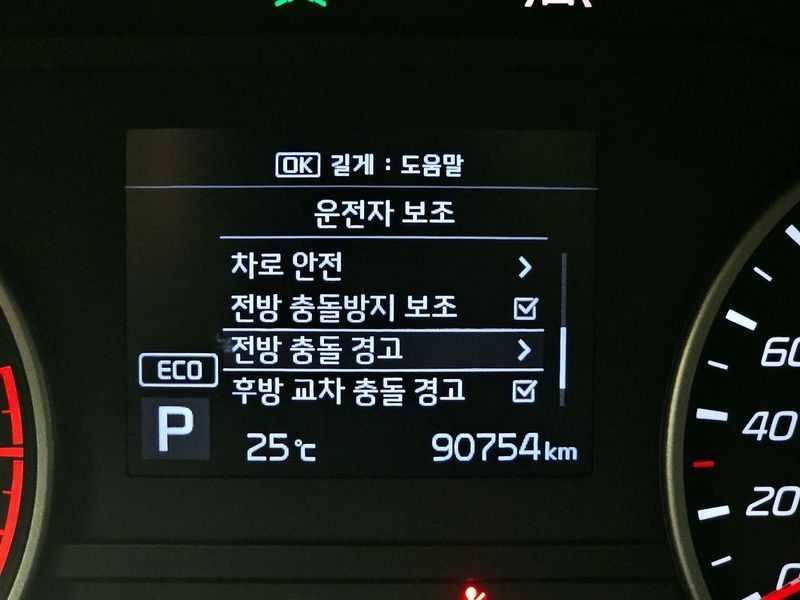 OK 길게 : 도움말
운전자 보조
차로 안전
전방 충돌방지 보조
전방 충돌 경고
ECO
후방 교차 충돌 경고
P
25℃ 90754km
60
40
20
0